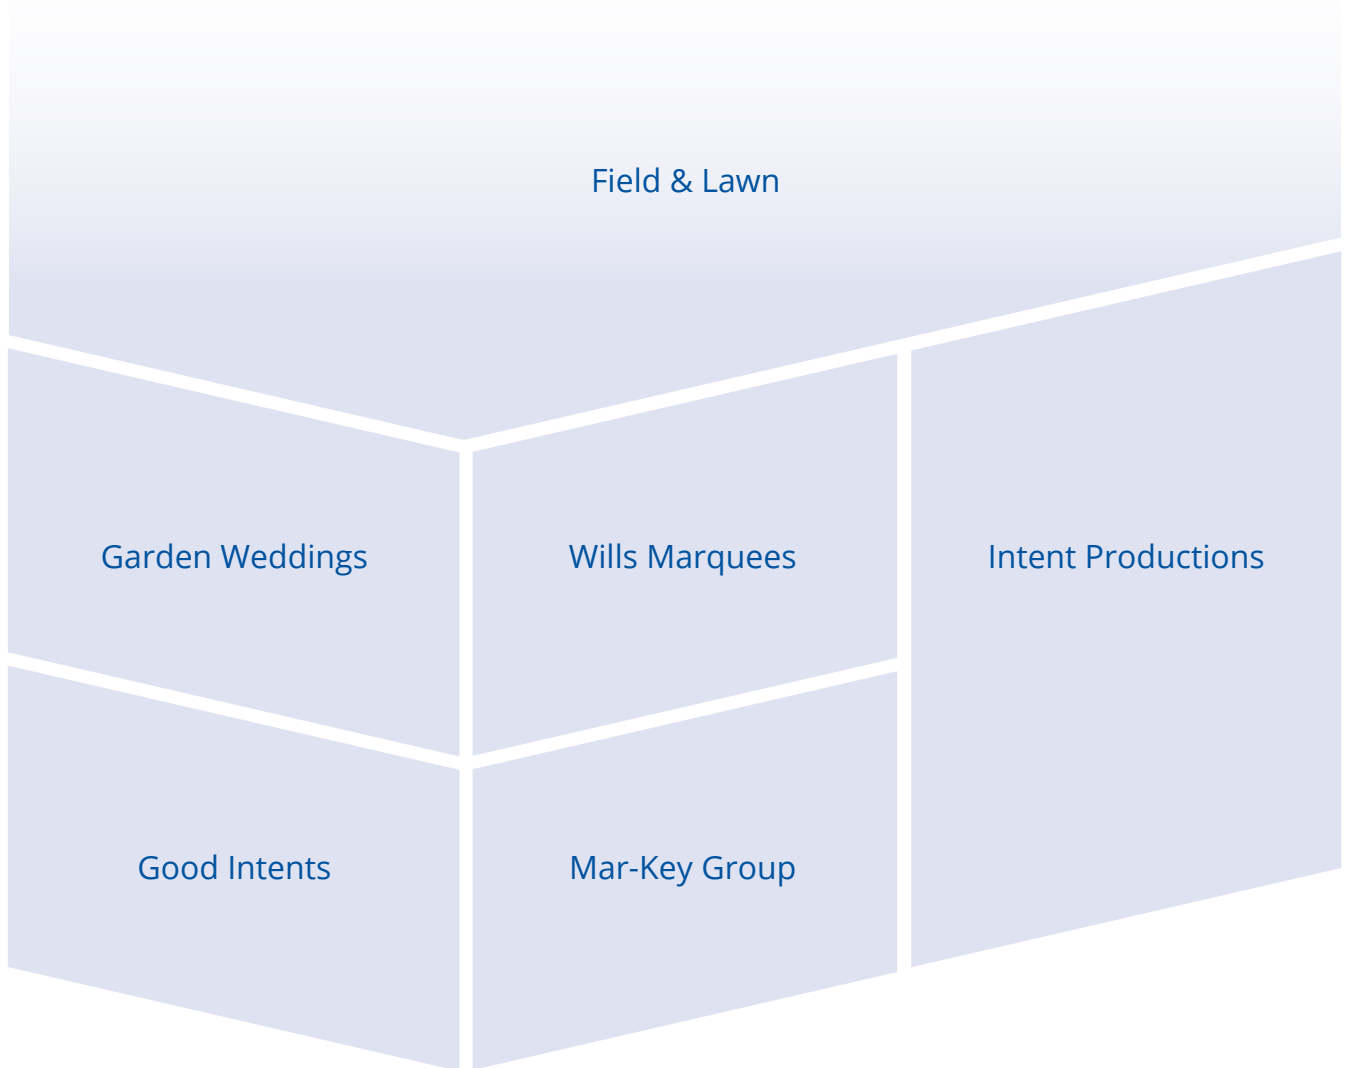 Field & Lawn
Garden Weddings
Wills Marquees
Intent Productions
Good Intents
Mar-Key Group